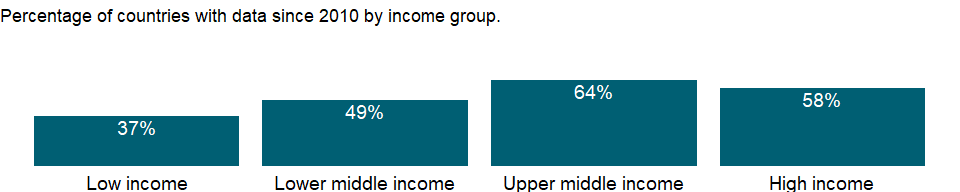 Percentage of countries with data since 2010 by income group.
37%
49%
64%
58%
Low income
Lower middle income
Upper middle income
High income